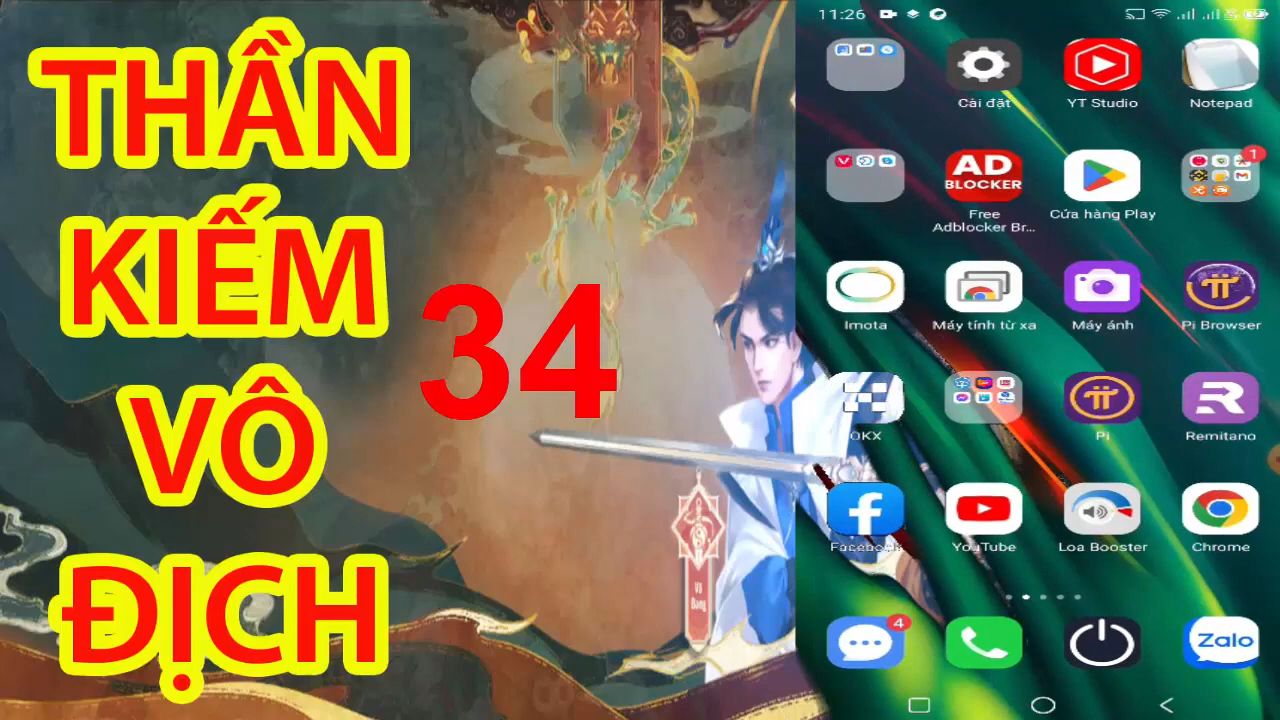 THẦN
KIẾM
VÔ
ĐỊCH
34
Võ
Đang
11:26
Cài đặt
YT Studio
Notepad
1
AD
BLOCKER
Free
Adblocker Br...
Cửa hàng Play
Imota
Máy tính từ xa
Máy ảnh
Pi Browser
OKX
Pi
Remitano
Facebook
YouTube
Loa Booster
Chrome
4
Zalo